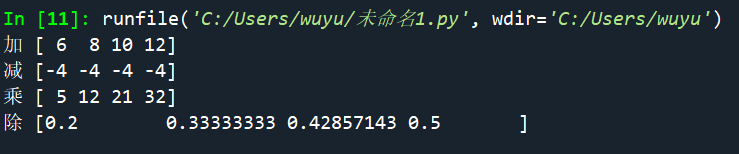 In [11]: runfile('C:/Users/wuyu/未命名1.py', wdir='C:/Users/wuyu')
加 [ 6  8 10 12]
减 [-4 -4 -4 -4]
乘 [ 5 12 21 32]
除 [0.2        0.33333333 0.42857143 0.5       ]